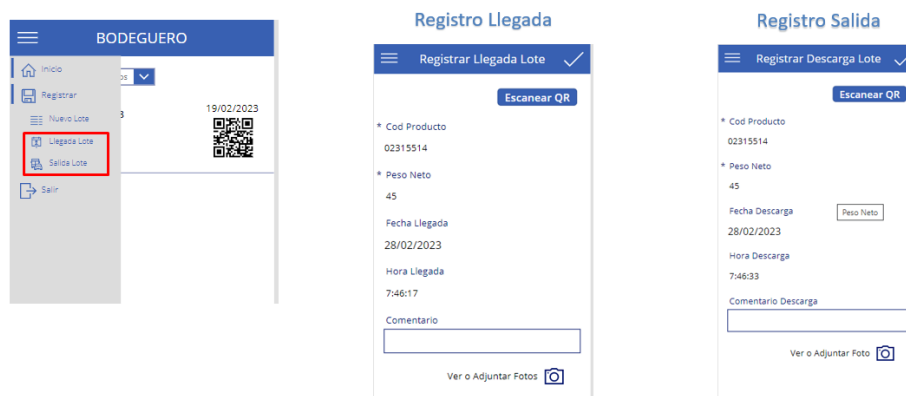 BODEGUERO
Inicio
os
Registrar
Nuevo Lote
3
19/02/2023
Llegada Lote
Salida Lote
Salir
Registro Llegada
Registrar Llegada Lote
Escanear QR
* Cod Producto
02315514
* Peso Neto
45
Fecha Llegada
28/02/2023
Hora Llegada
7:46:17
Comentario
Ver o Adjuntar Fotos
Registro Salida
Registrar Descarga Lote
Escanear QR
* Cod Producto
02315514
* Peso Neto
45
Fecha Descarga
Peso Neto
28/02/2023
Hora Descarga
7:46:33
Comentario Descarga
Ver o Adjuntar Foto